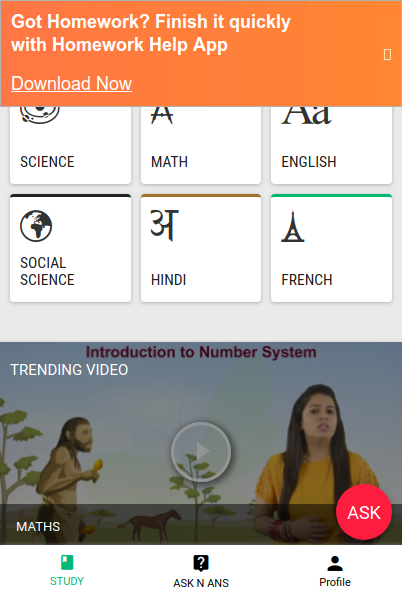 Got Homework? Finish it quickly
with Homework Help App
Download Now
Aa
SCIENCE
MATH
ENGLISH
अ
SOCIAL
SCIENCE
HINDI
FRENCH
Introduction to Number System
TRENDING VIDEO
MATHS
ASK
STUDY
ASK N ANS
Profile